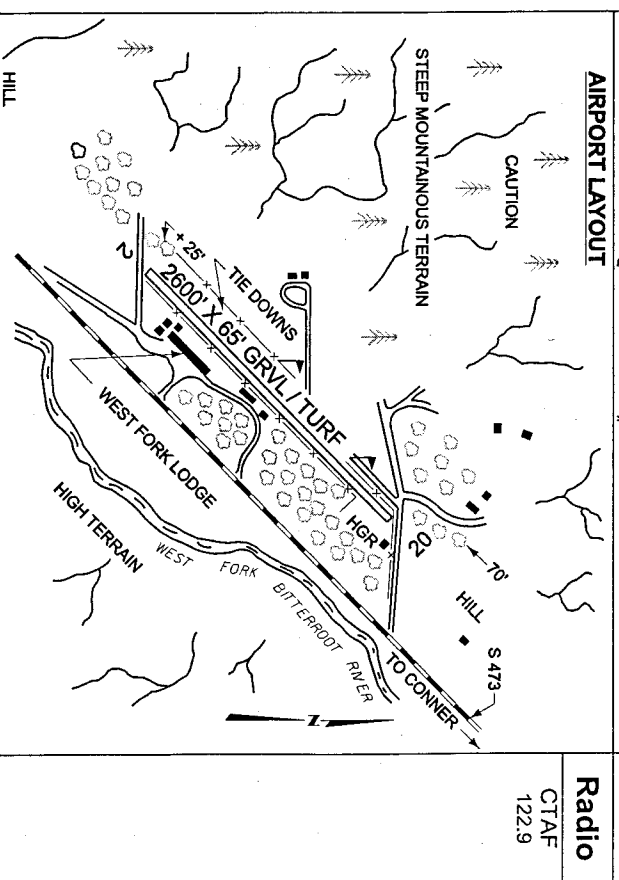 AIRPORT LAYOUT
CAUTION
STEEP MOUNTAINOUS TERRAIN
HILL
+ 25'
TIE DOWNS
2600' X 65' GRVL / TURF
2
20
70'
HILL
HGR
WEST FORK LODGE
HIGH TERRAIN
WEST FORK BITTERROOT RIVER
S 473
TO CONNER
N
Radio
CTAF
122.9